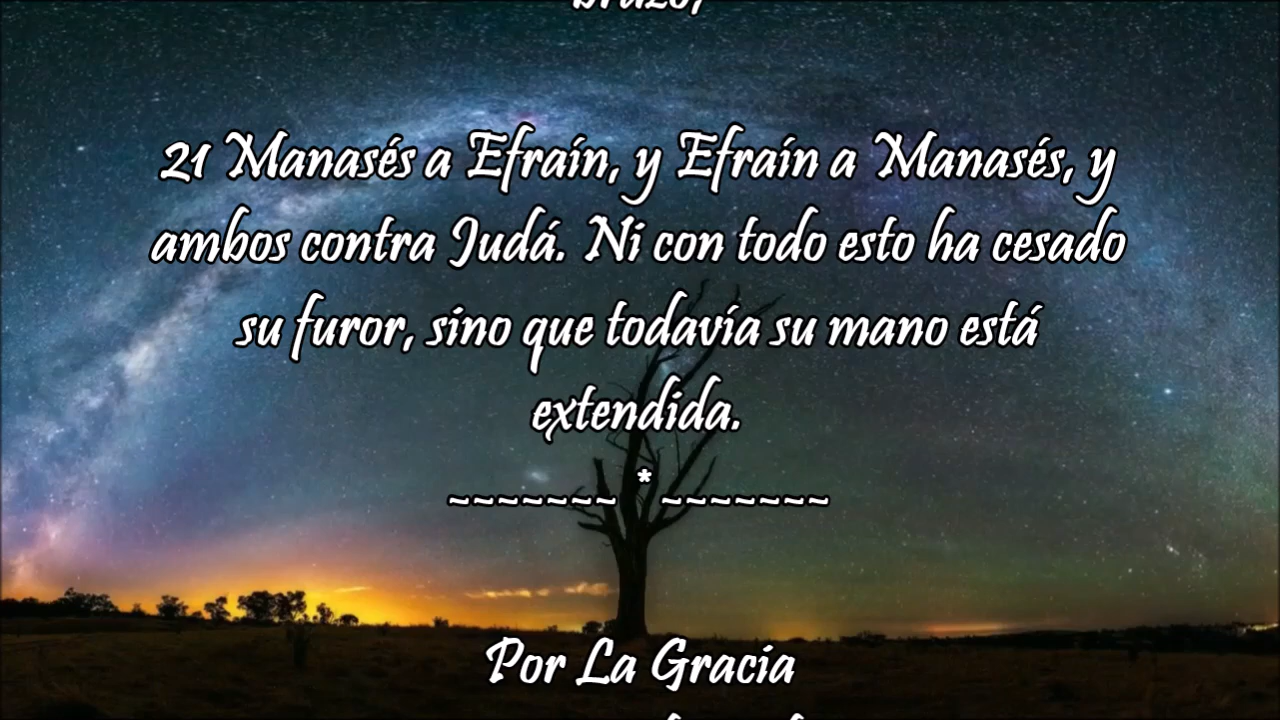 brazo,
21 Manasés a Efraín, y Efraín a Manasés, y
ambos contra Judá. Ni con todo esto ha cesado
su furor, sino que todavía su mano está
extendida.
~~~~~~~ * ~~~~~~~
Por La Gracia